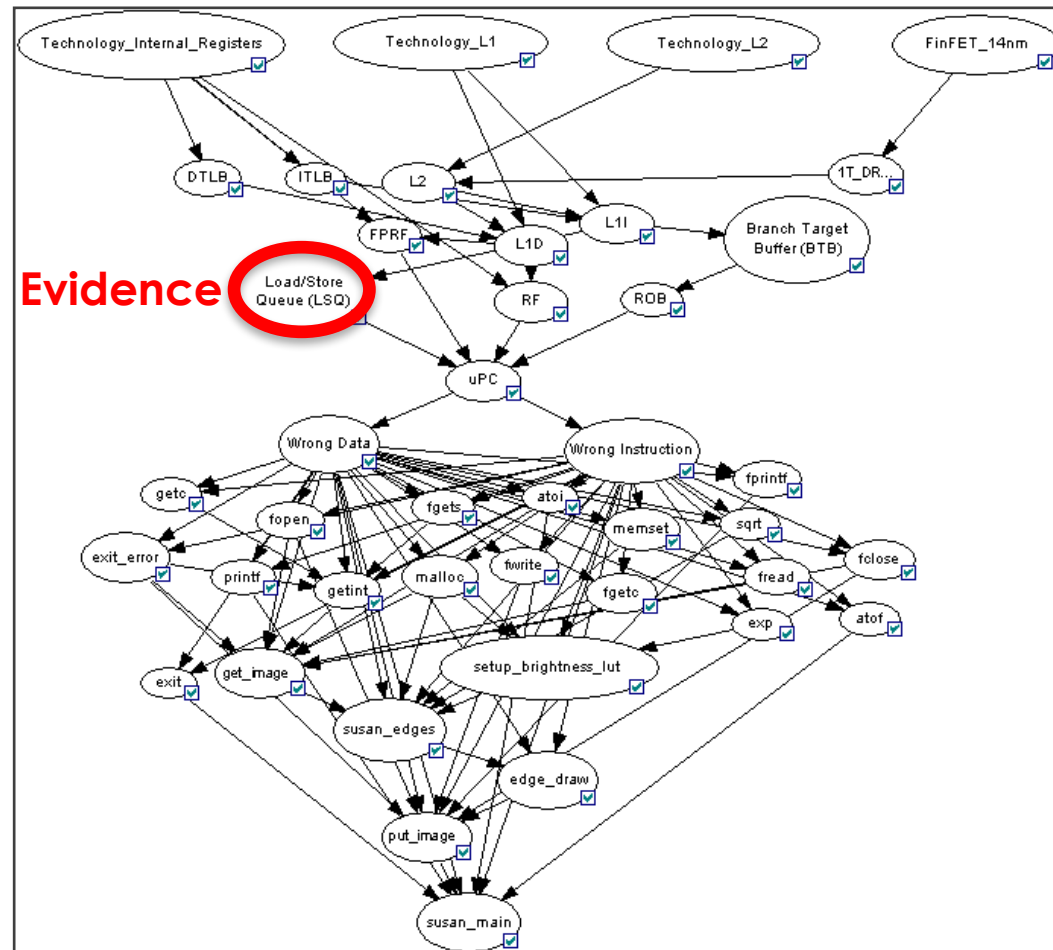 Technology_Internal_Registers
Technology_L1
Technology_L2
FinFET_14nm
DTLB
ITLB
L2
1T_DR...
FPRF
L1D
L1I
Branch Target
Buffer (BTB)
Evidence
Load/Store
Queue (LSQ)
RF
ROB
uPC
Wrong Data
Wrong Instruction
getc
fopen
fgets
atoi
memset
sqrt
fprintf
exit_error
printf
getint
malloc
fwrite
fgetc
fread
fclose
exp
atof
exit
get_image
setup_brightness_lut
susan_edges
edge_draw
put_image
susan_main